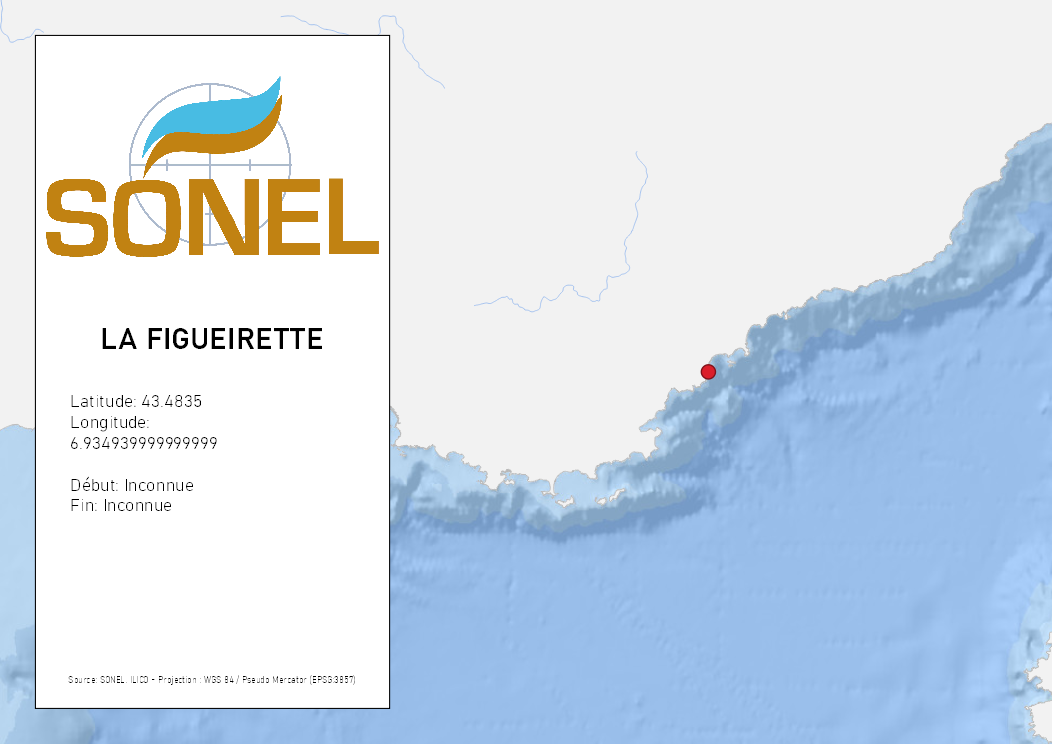 SONEL
LA FIGUEIRETTE
Latitude: 43.4835
Longitude:
6.934939999999999
Début: Inconnue
Fin: Inconnue
Source: SONEL, ILICO - Projection : WGS 84 / Pseudo Mercator (EPSG:3857)